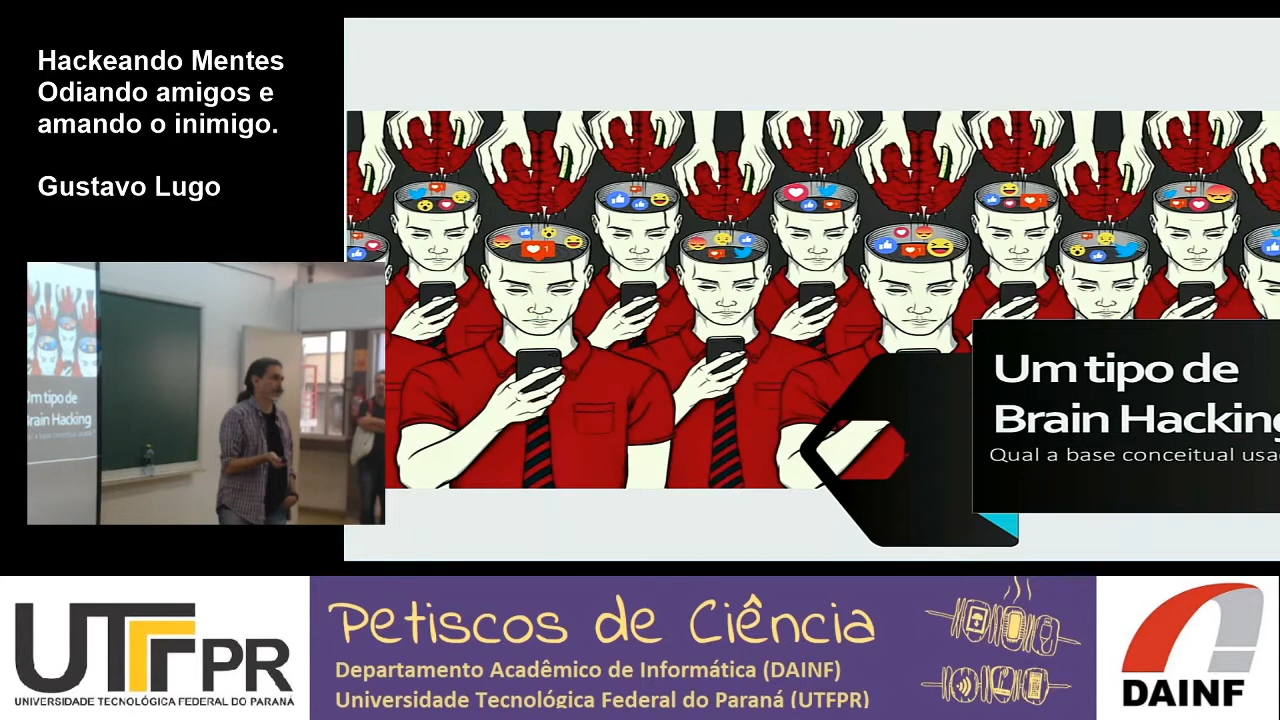 Hackeando Mentes
Odiando amigos e
amando o inimigo.
Gustavo Lugo
Um tipo de
Brain Hacking
Qual a base conceitual usa
Um tipo de
Brain Hacking
UTFPR
UNIVERSIDADE TECNOLÓGICA FEDERAL DO PARANÁ
Petiscos de Ciência
Departamento Acadêmico de Informática (DAINF)
Universidade Tecnológica Federal do Paraná (UTFPR)
DAINF